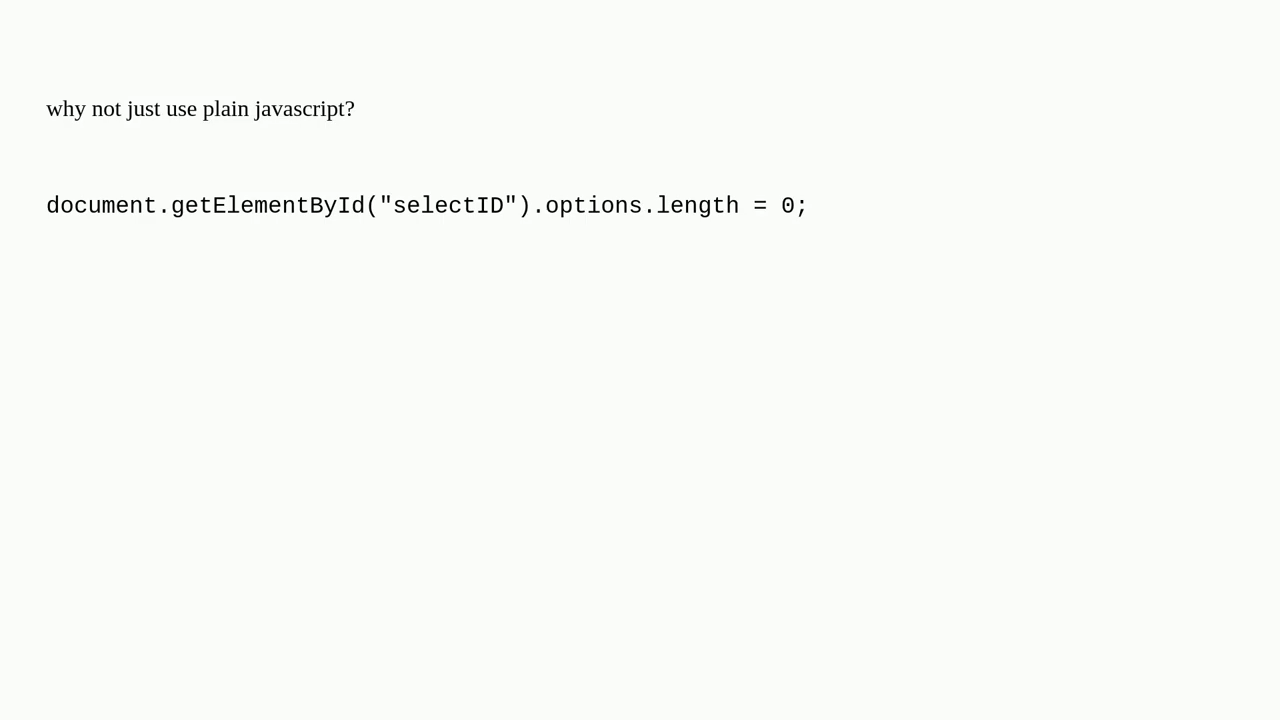 why not just use plain javascript?
document.getElementById("selectID").options.length = 0;